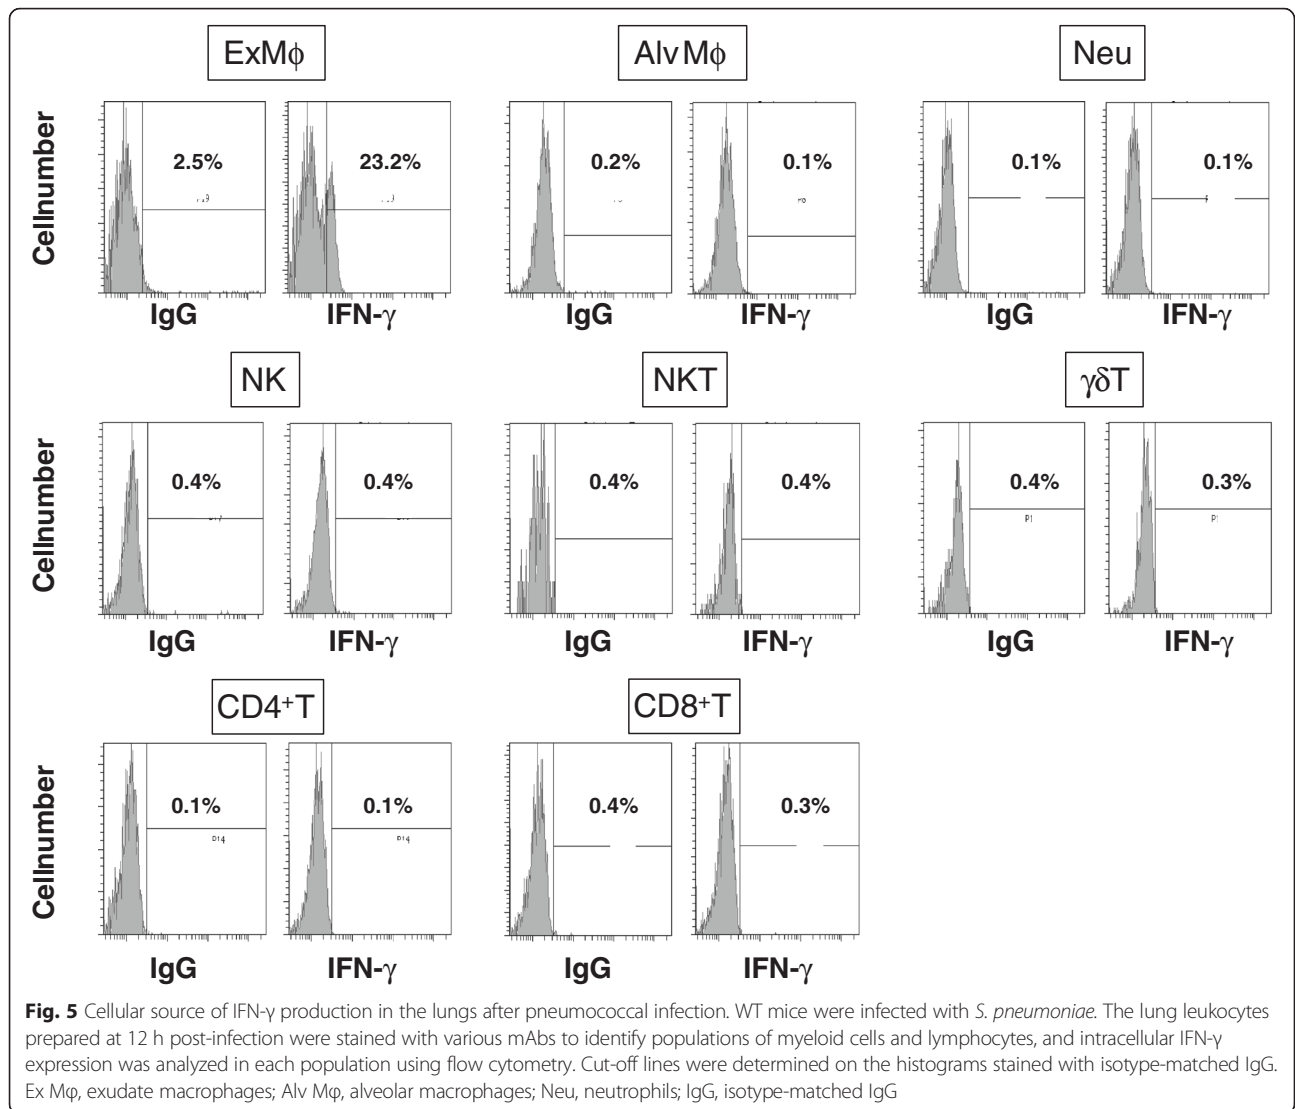 ExMϕ AlvMϕ Neu
Cellnumber
2.5% 23.2% 0.2% 0.1% 0.1% 0.1%
IgG IFN-γ IgG IFN-γ IgG IFN-γ
NK NKT γδT
Cellnumber
0.4% 0.4% 0.4% 0.4% 0.4% 0.3%
P1 P1
IgG IFN-γ IgG IFN-γ IgG IFN-γ
CD4⁺T CD8⁺T
Cellnumber
0.1% 0.1% 0.4% 0.3%
IgG IFN-γ IgG IFN-γ
Fig. 5 Cellular source of IFN-γ production in the lungs after pneumococcal infection. WT mice were infected with S. pneumoniae. The lung leukocytes
prepared at 12 h post-infection were stained with various mAbs to identify populations of myeloid cells and lymphocytes, and intracellular IFN-γ
expression was analyzed in each population using flow cytometry. Cut-off lines were determined on the histograms stained with isotype-matched IgG.
Ex Mφ, exudate macrophages; Alv Mφ, alveolar macrophages; Neu, neutrophils; IgG, isotype-matched IgG